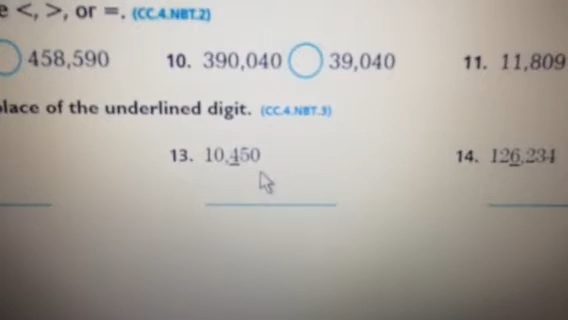 <, >, or =. (CC.4.NBT.2)
458,590 10. 390,040 39,040 11. 11,809
place of the underlined digit. (CC.4.NBT.3)
13. 10,450 14. 126,234